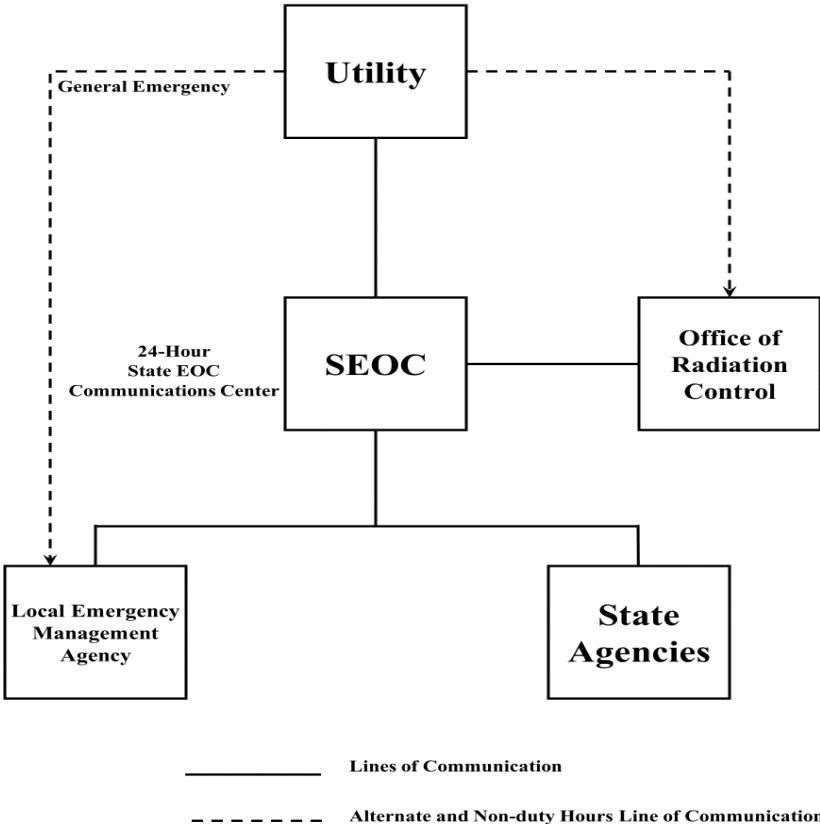 Utility
General Emergency
24-Hour
State EOC
Communications Center
SEOC
Office of
Radiation
Control
Local Emergency
Management
Agency
State
Agencies
Lines of Communication
Alternate and Non-duty Hours Line of Communication